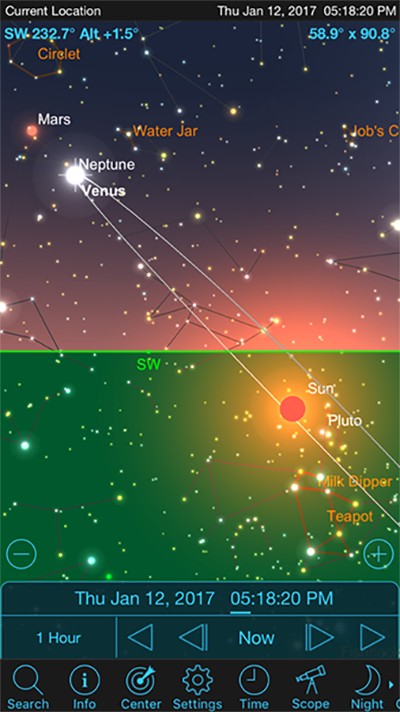 Current Location Thu Jan 12, 2017 05:18:20 PM
SW 232.7° Alt +1.5° 58.9° x 90.8°
Circlet
Mars
Water Jar
Job's C
Neptune
Venus
SW
Sun
Pluto
Milk Dipper
Teapot
Thu Jan 12, 2017 05:18:20 PM
1 Hour Now
Search Info Center Settings Time Scope Night